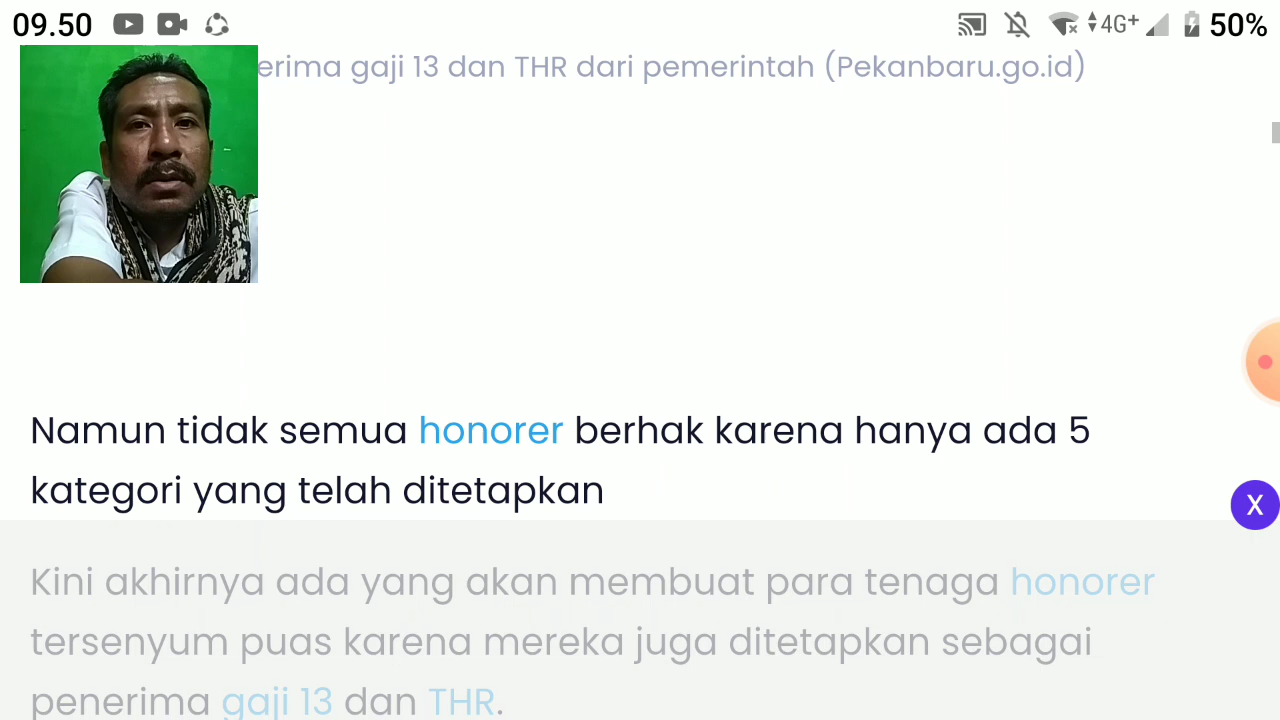 09.50 4G+ 50%
erima gaji 13 dan THR dari pemerintah (Pekanbaru.go.id)
Namun tidak semua honorer berhak karena hanya ada 5
kategori yang telah ditetapkan
X
Kini akhirnya ada yang akan membuat para tenaga honorer
tersenyum puas karena mereka juga ditetapkan sebagai
penerima gaji 13 dan THR.